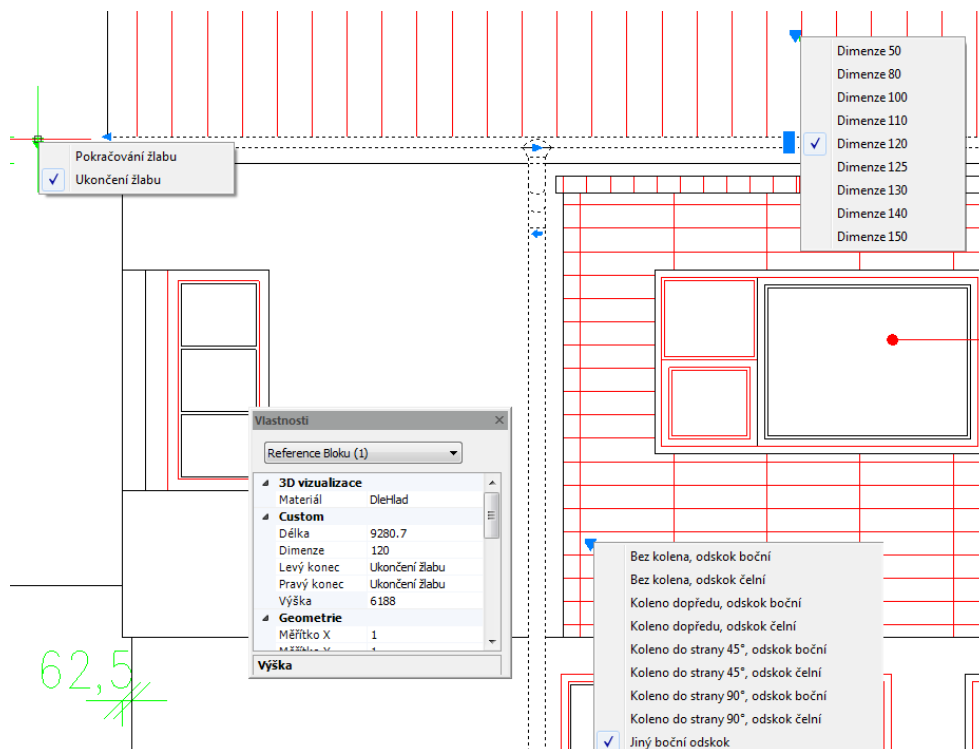 Dimenze 50
Dimenze 80
Dimenze 100
Dimenze 110
Dimenze 120
Dimenze 125
Dimenze 130
Dimenze 140
Dimenze 150
Pokračování žlabu
Ukončení žlabu
Vlastnosti
Reference Bloku (1)
3D vizualizace
Materiál DleHlad
Custom
Délka 9280.7
Dimenze 120
Levý konec Ukončení žlabu
Pravý konec Ukončení žlabu
Výška 6188
Geometrie
Měřítko X 1
Výška
Bez kolena, odskok boční
Bez kolena, odskok čelní
Koleno dopředu, odskok boční
Koleno dopředu, odskok čelní
Koleno do strany 45°, odskok boční
Koleno do strany 45°, odskok čelní
Koleno do strany 90°, odskok boční
Koleno do strany 90°, odskok čelní
Jiný boční odskok
62,5